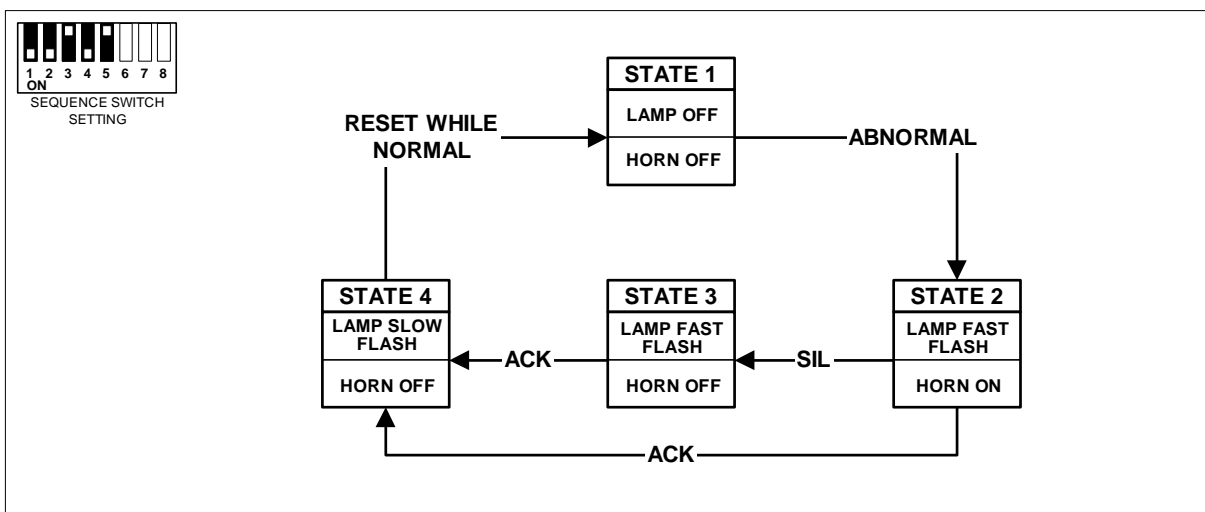 1 2 3 4 5 6 7 8
ON
SEQUENCE SWITCH
SETTING
STATE 1
LAMP OFF
HORN OFF
RESET WHILE
NORMAL
ABNORMAL
STATE 4
LAMP SLOW
FLASH
HORN OFF
ACK
STATE 3
LAMP FAST
FLASH
HORN OFF
SIL
STATE 2
LAMP FAST
FLASH
HORN ON
ACK